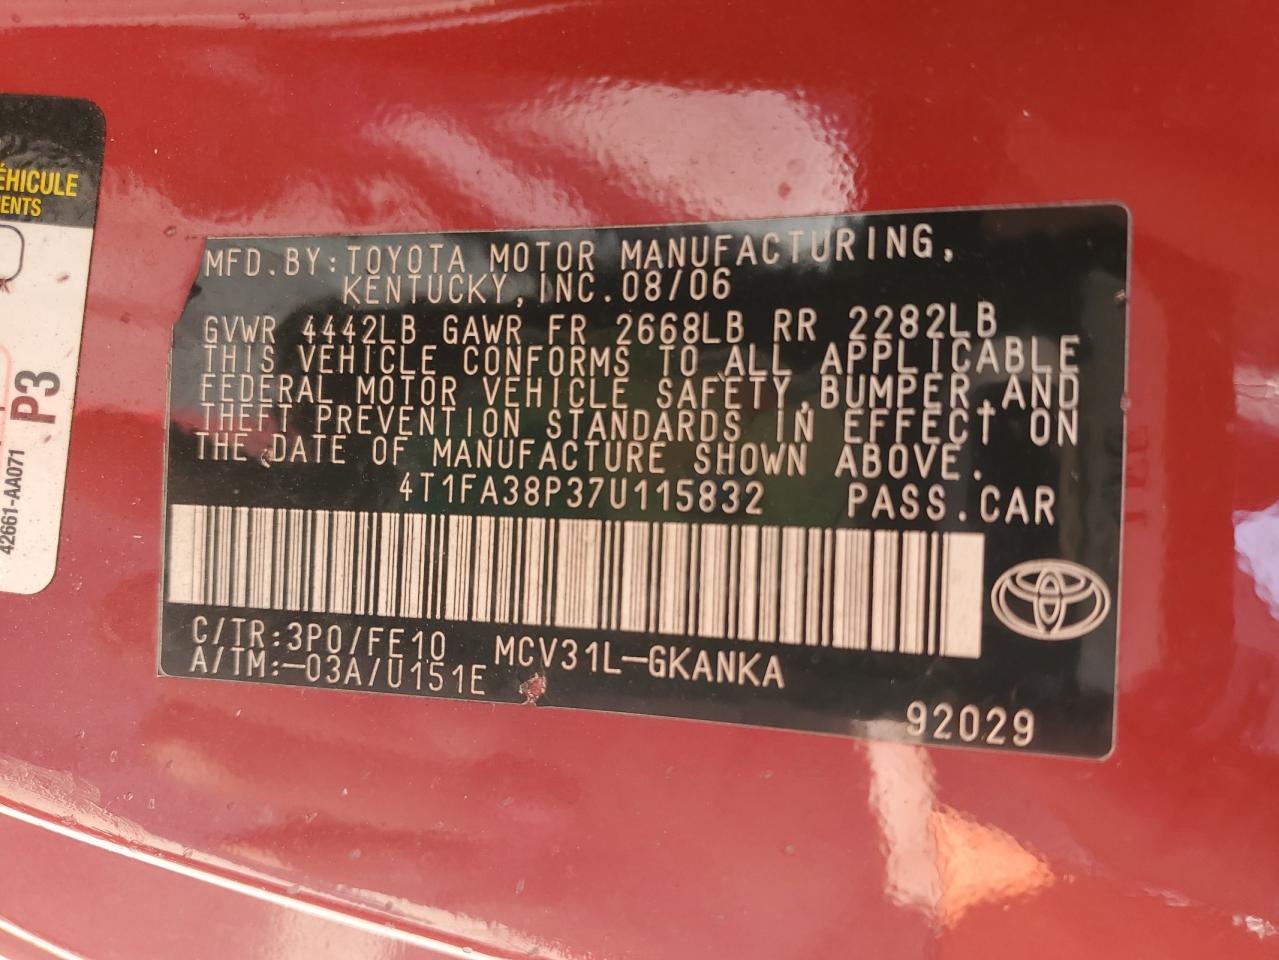 ÉHICULE
ENTS
P3
42661-AA071
MFD.BY:TOYOTA MOTOR MANUFACTURING,
KENTUCKY,INC.08/06
GVWR 4442LB GAWR FR 2668LB RR 2282LB
THIS VEHICLE CONFORMS TO ALL APPLICABLE
FEDERAL MOTOR VEHICLE SAFETY,BUMPER,AND
THEFT PREVENTION STANDARDS IN EFFECT ON
THE DATE OF MANUFACTURE SHOWN ABOVE.
4T1FA38P37U115832 PASS.CAR
C/TR:3P0/FE10 MCV31L-GKANKA
A/TM:-03A/U151E
92029